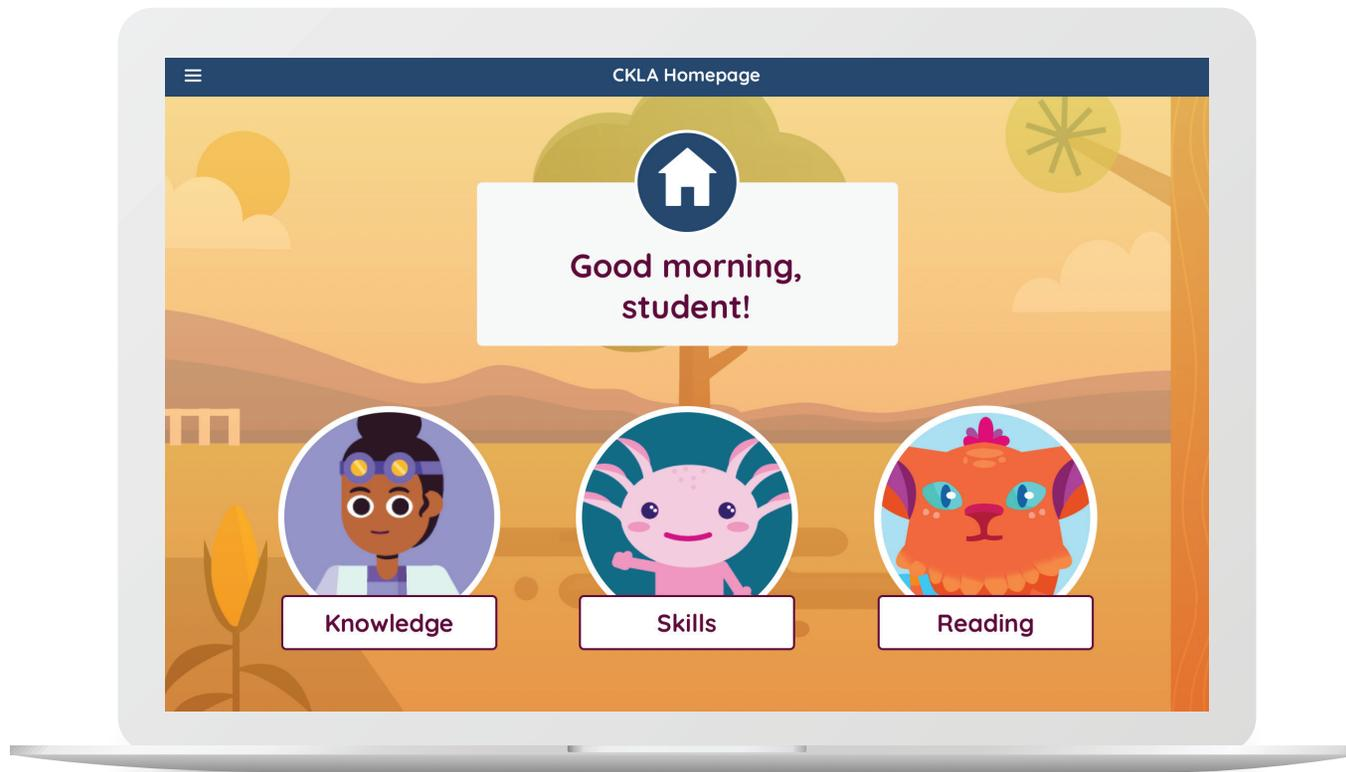 CKLA Homepage
Good morning,
student!
Knowledge
Skills
Reading